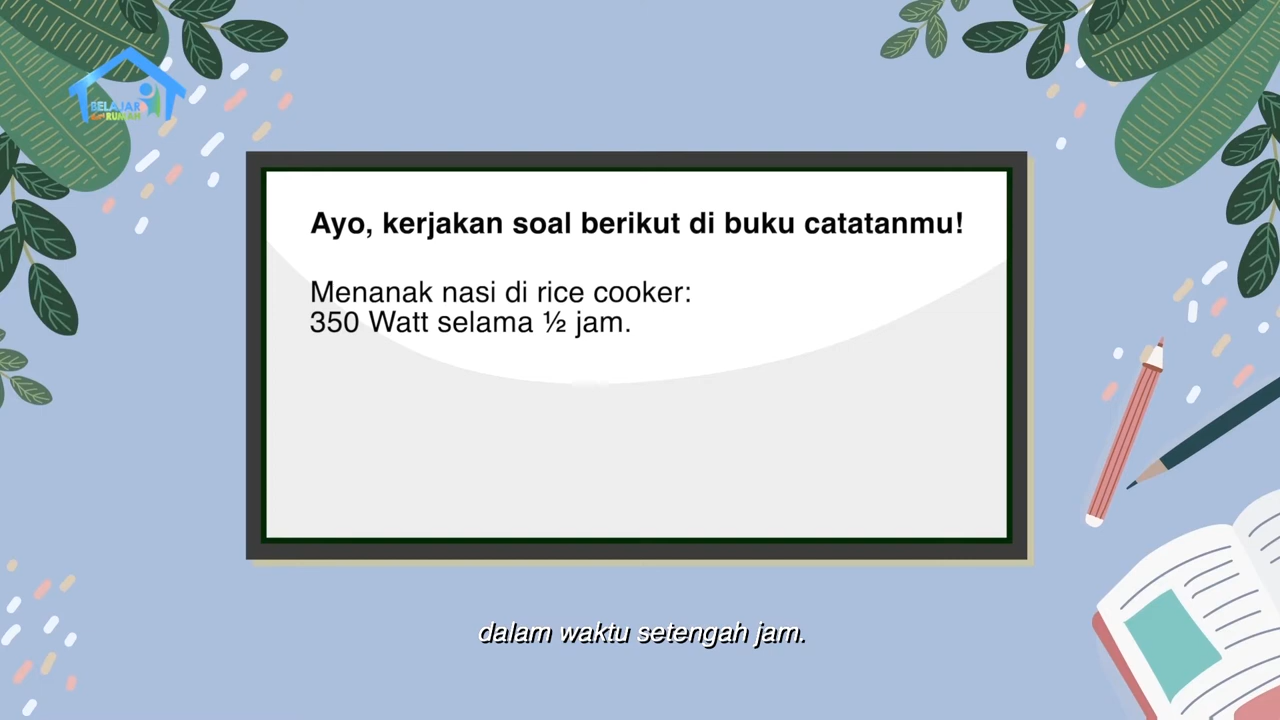 BELAJAR
RUMAH
Ayo, kerjakan soal berikut di buku catatanmu!
Menanak nasi di rice cooker:
350 Watt selama ½ jam.
dalam waktu setengah jam.